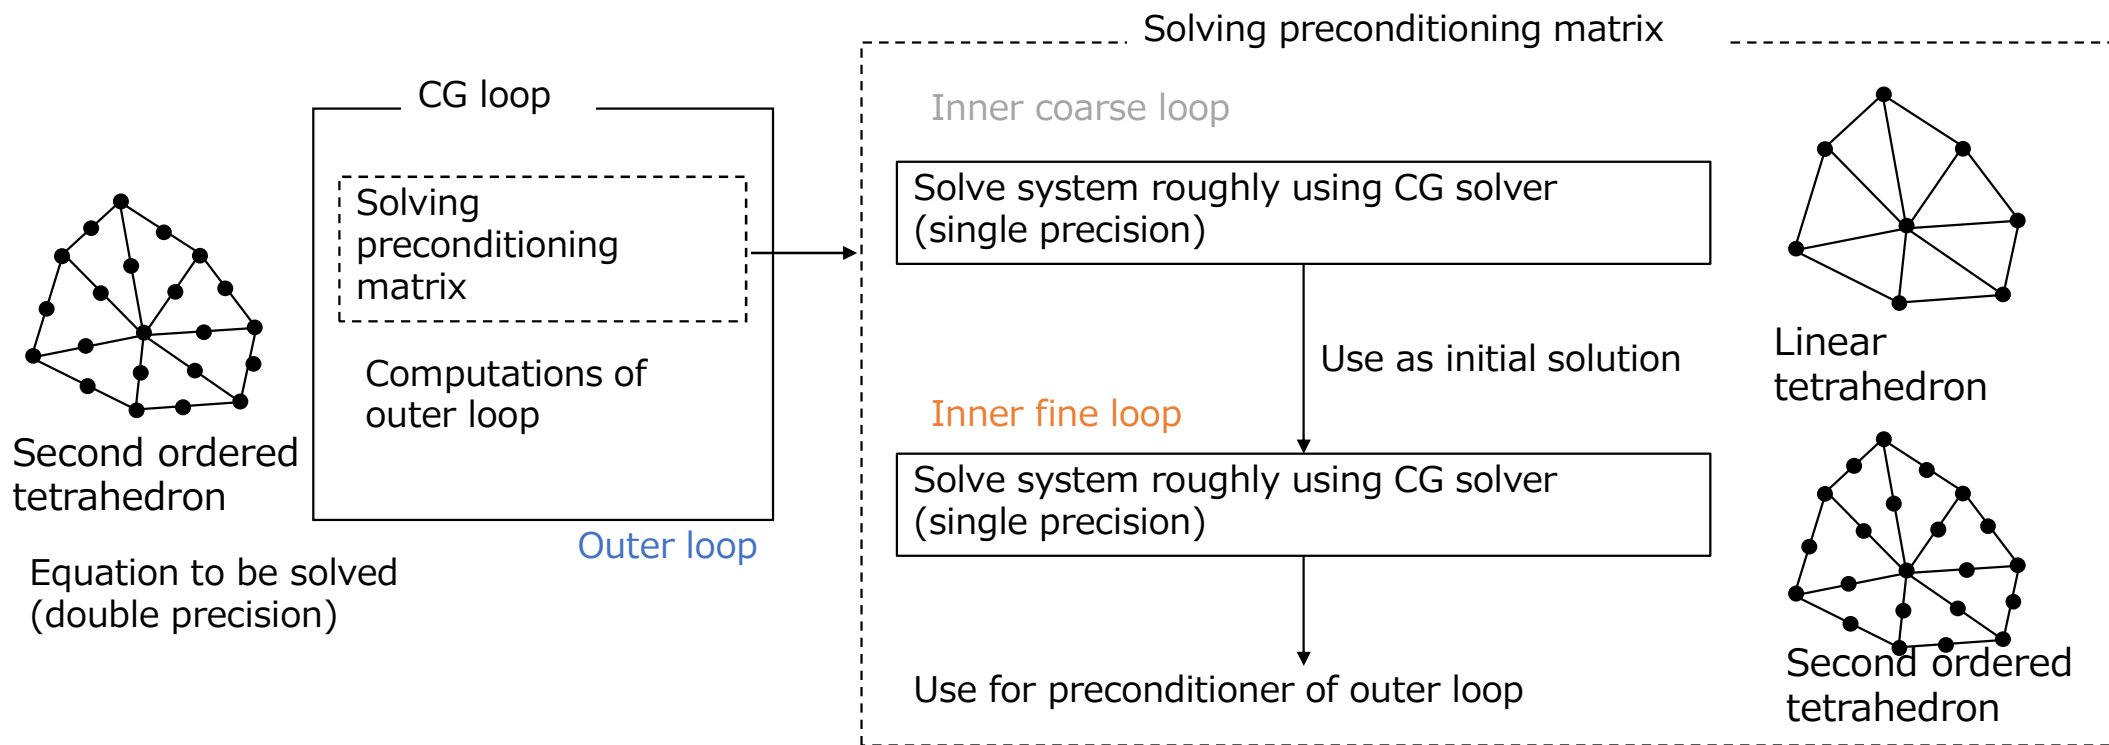 Solving preconditioning matrix
CG loop
Inner coarse loop
Solving
preconditioning
matrix
Solve system roughly using CG solver
(single precision)
Computations of
outer loop
Use as initial solution
Linear
tetrahedron
Inner fine loop
Second ordered
tetrahedron
Solve system roughly using CG solver
(single precision)
Outer loop
Equation to be solved
(double precision)
Use for preconditioner of outer loop
Second ordered
tetrahedron